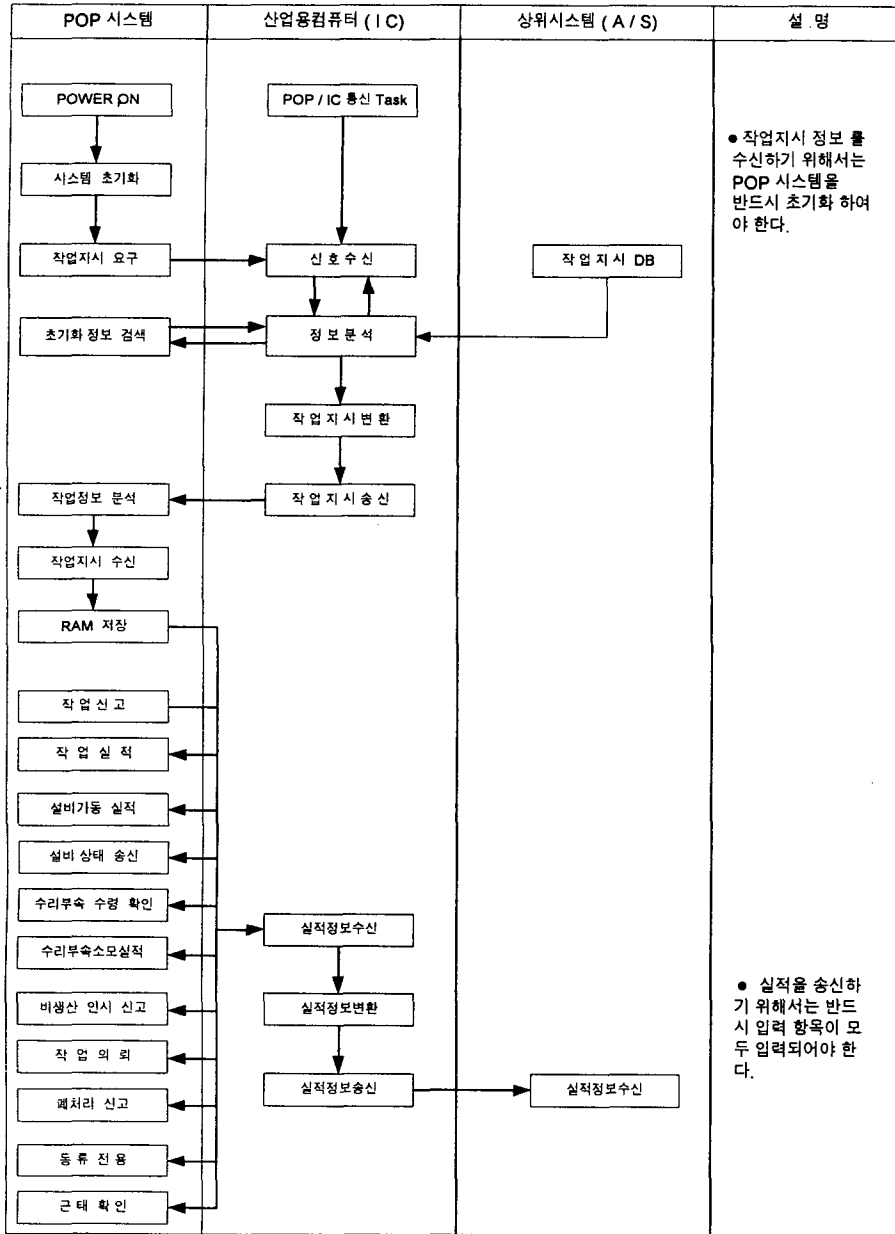 POP 시스템
산업용컴퓨터 ( I C)
상위시스템 ( A / S)
설 . 명
POWER ON
POP / IC 통신 Task
● 작업지시 정보 를
수신하기 위해서는
POP 시스템을
반드시 초기화 하여
야 한다.
시스템 초기화
작업지시 요구
신 호 수 신
작 업 지 시 DB
초기화 정보 검색
정 보 분 석
작 업 지 시 변 환
작업정보 분석
작 업 지 시 송 신
작업지시 수신
RAM 저장
작 업 신 고
작 업 실 적
설비가동 실적
설비 상태 송신
수리부속 수령 확인
실적정보수신
수리부속소모실적
비생산 인시 신고
실적정보변환
● 실적을 송신하
기 위해서는 반드
시 입력 항목이 모
두 입력되어야 한
다.
작 업 의 뢰
실적정보송신
실적정보수신
폐처리 신고
동 류 전 용
근 태 확 인